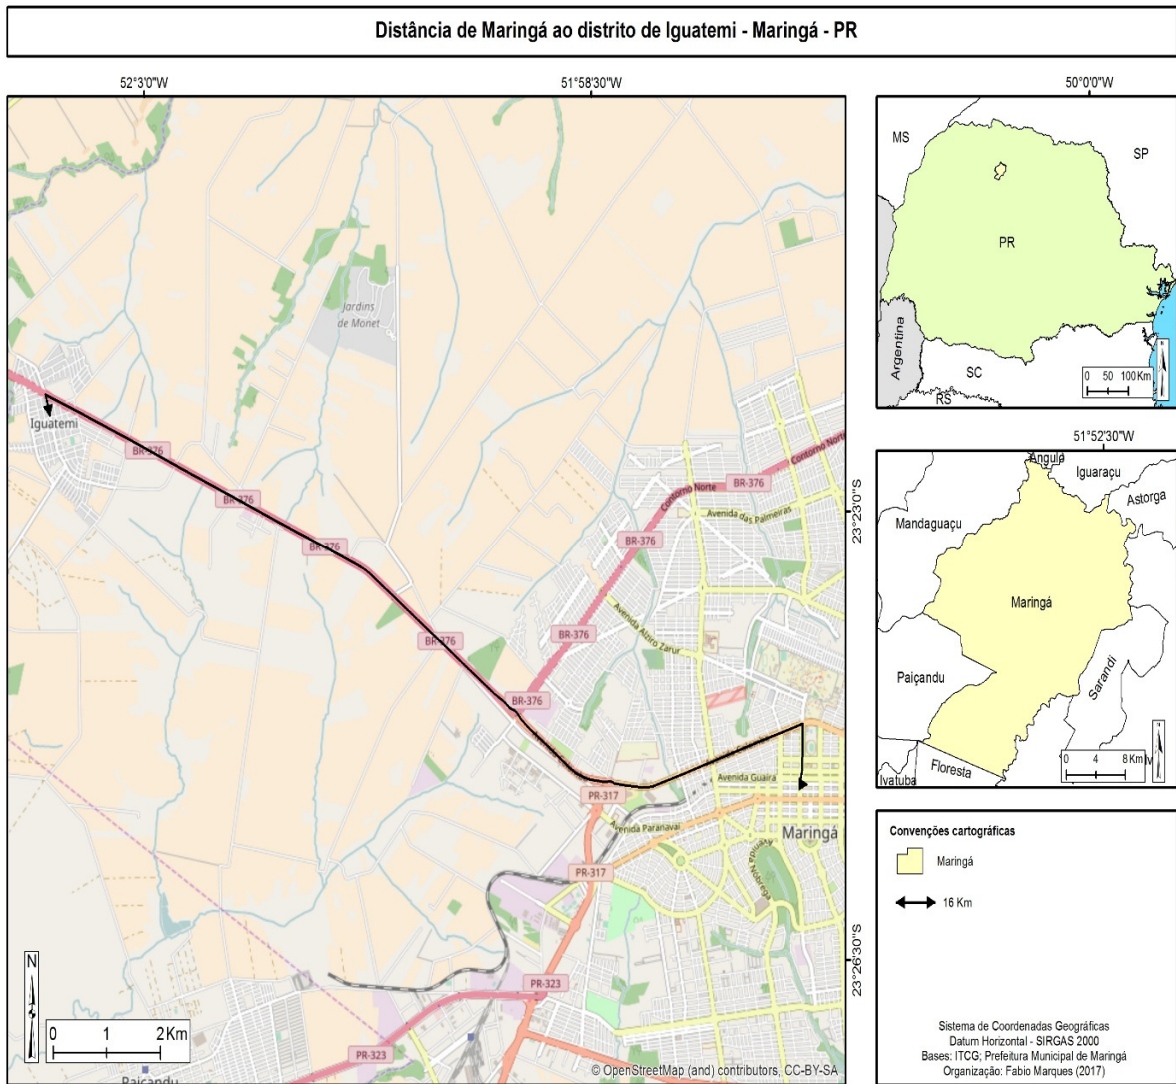 Distância de Maringá ao distrito de Iguatemi - Maringá - PR
52°3'0"W
51°58'30"W
50°0'0"W
Jardins
de Monet
Iguatemi
BR-376
BR-376
BR-376
BR-376
BR-376
BR-376
BR-376
BR-376
Contorno Norte
Contorno Norte
Avenida das Palmeiras
Avenida Alziro Zarur
Avenida Guaíra
PR-317
Avenida Paranavaí
Maringá
Avenida Nóbrega
PR-317
PR-323
PR-323
Paiçandu
N
0 1 2 Km
© OpenStreetMap (and) contributors, CC-BY-SA
23°23'0"S
23°26'30"S
MS
SP
PR
Argentina
SC
RS
0 50 100 Km
51°52'30"W
Ângulo
Iguaraçu
Astorga
Mandaguaçu
Maringá
Paiçandu
Sarandi
Floresta
Ivatuba
0 4 8 Km
Iv
Convenções cartográficas
Maringá
16 Km
Sistema de Coordenadas Geográficas
Datum Horizontal - SIRGAS 2000
Bases: ITCG; Prefeitura Municipal de Maringá
Organização: Fabio Marques (2017)